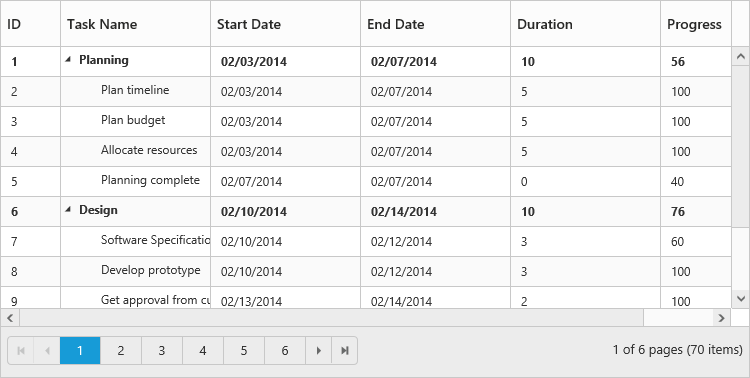 ID Task Name Start Date End Date Duration Progress
1 Planning 02/03/2014 02/07/2014 10 56
2 Plan timeline 02/03/2014 02/07/2014 5 100
3 Plan budget 02/03/2014 02/07/2014 5 100
4 Allocate resources 02/03/2014 02/07/2014 5 100
5 Planning complete 02/07/2014 02/07/2014 0 40
6 Design 02/10/2014 02/14/2014 10 76
7 Software Specificatio 02/10/2014 02/12/2014 3 60
8 Develop prototype 02/10/2014 02/12/2014 3 100
9 Get approval from cu 02/13/2014 02/14/2014 2 100
1 2 3 4 5 6 1 of 6 pages (70 items)